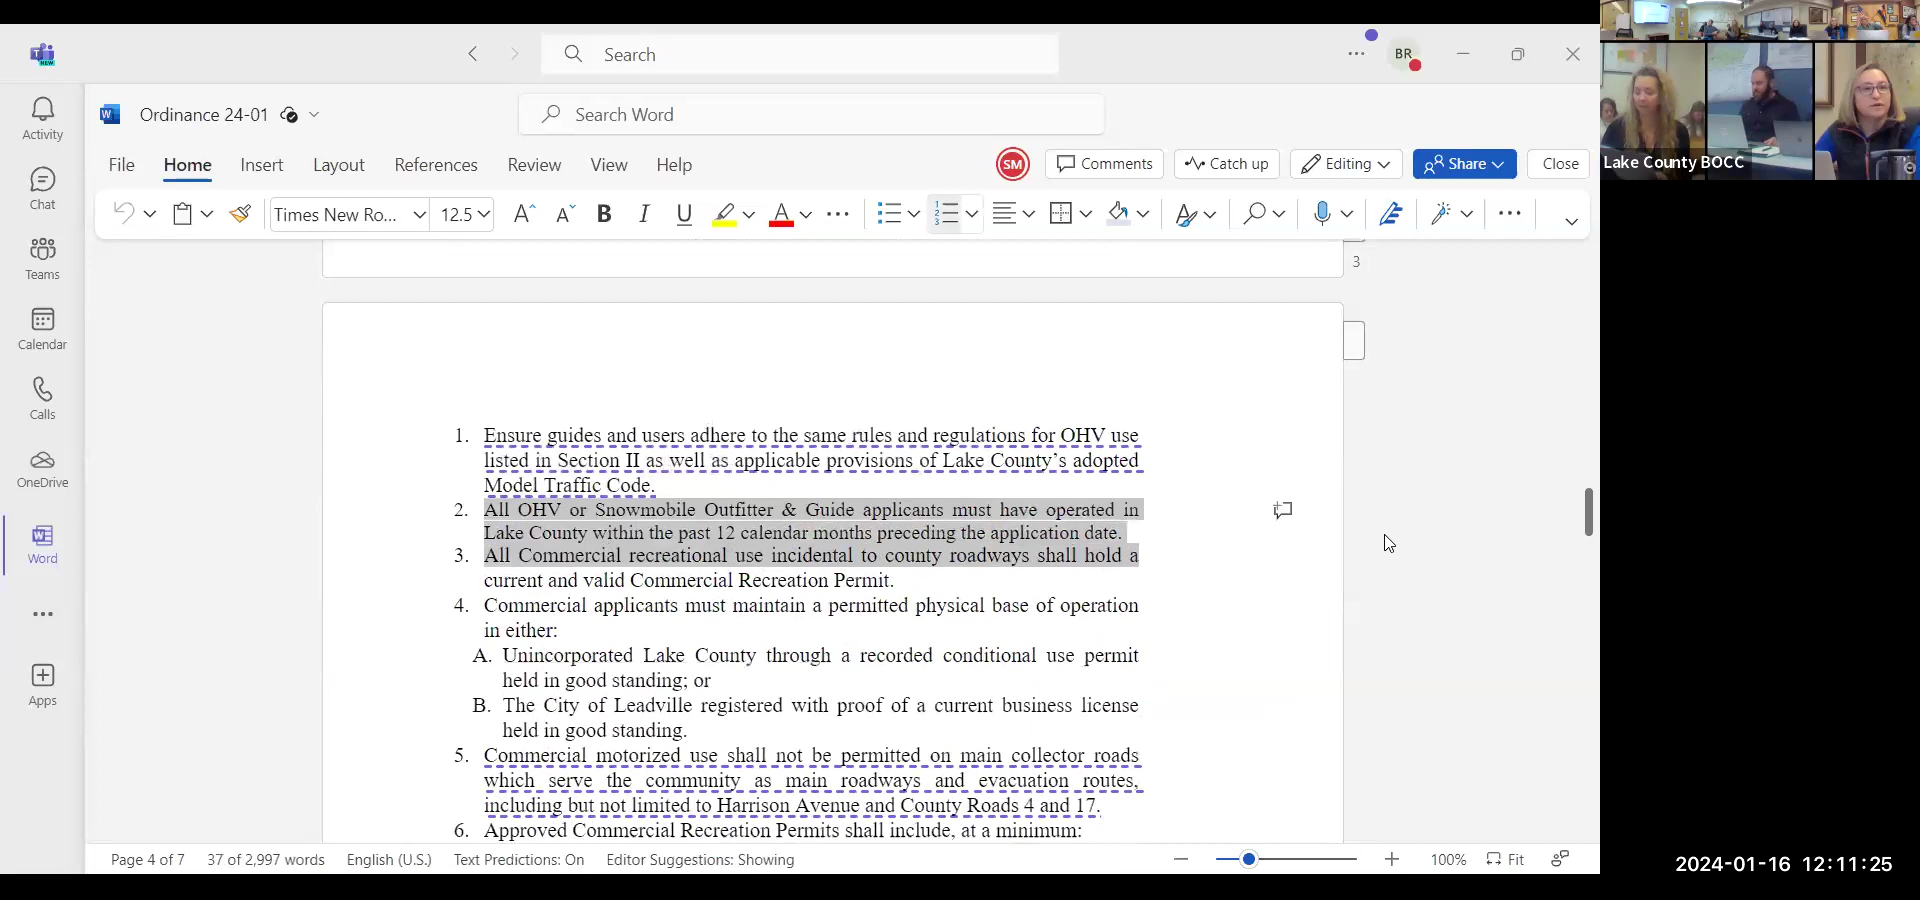 Search
BR
Ordinance 24-01
Search Word
File Home Insert Layout References Review View Help
SM
Comments
Catch up
Editing
Share
Close
Times New Ro...
12.5
B I U
Activity
Chat
Teams
Calendar
Calls
OneDrive
Word
Apps
3
1. Ensure guides and users adhere to the same rules and regulations for OHV use
listed in Section II as well as applicable provisions of Lake County's adopted
Model Traffic Code.
2. All OHV or Snowmobile Outfitter & Guide applicants must have operated in
Lake County within the past 12 calendar months preceding the application date.
3. All Commercial recreational use incidental to county roadways shall hold a
current and valid Commercial Recreation Permit.
4. Commercial applicants must maintain a permitted physical base of operation
in either:
A. Unincorporated Lake County through a recorded conditional use permit
held in good standing; or
B. The City of Leadville registered with proof of a current business license
held in good standing.
5. Commercial motorized use shall not be permitted on main collector roads
which serve the community as main roadways and evacuation routes,
including but not limited to Harrison Avenue and County Roads 4 and 17.
6. Approved Commercial Recreation Permits shall include, at a minimum:
Page 4 of 7
37 of 2,997 words
English (U.S.)
Text Predictions: On
Editor Suggestions: Showing
100%
Fit
Lake County BOCC
2024-01-16 12:11:25